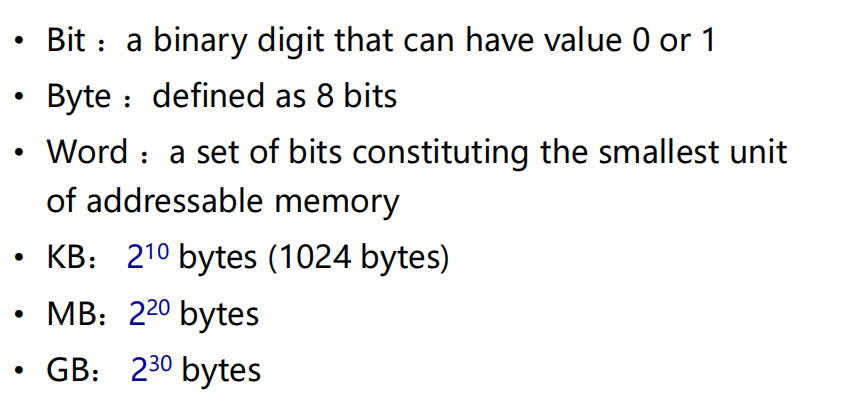 • Bit： a binary digit that can have value 0 or 1
• Byte： defined as 8 bits
• Word： a set of bits constituting the smallest unit
of addressable memory
• KB： 2¹⁰ bytes (1024 bytes)
• MB： 2²⁰ bytes
• GB： 2³⁰ bytes